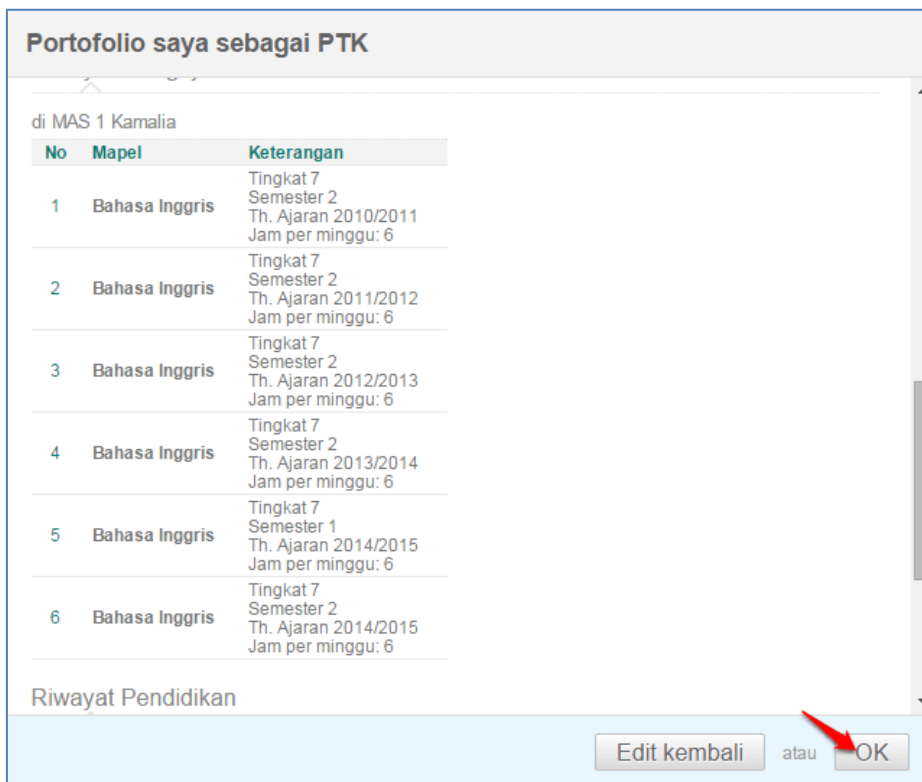 Portofolio saya sebagai PTK
di MAS 1 Kamalia
No Mapel Keterangan
1 Bahasa Inggris Tingkat 7
Semester 2
Th. Ajaran 2010/2011
Jam per minggu: 6
2 Bahasa Inggris Tingkat 7
Semester 2
Th. Ajaran 2011/2012
Jam per minggu: 6
3 Bahasa Inggris Tingkat 7
Semester 2
Th. Ajaran 2012/2013
Jam per minggu: 6
4 Bahasa Inggris Tingkat 7
Semester 2
Th. Ajaran 2013/2014
Jam per minggu: 6
5 Bahasa Inggris Tingkat 7
Semester 1
Th. Ajaran 2014/2015
Jam per minggu: 6
6 Bahasa Inggris Tingkat 7
Semester 2
Th. Ajaran 2014/2015
Jam per minggu: 6
Riwayat Pendidikan
Edit kembali atau OK